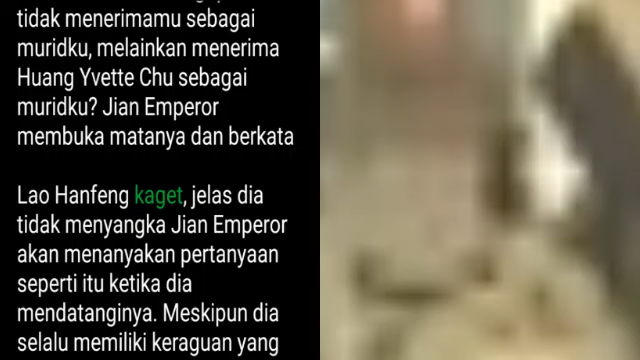 tidak menerimamu sebagai
muridku, melainkan menerima
Huang Yvette Chu sebagai
muridku? Jian Emperor
membuka matanya dan berkata
Lao Hanfeng kaget, jelas dia
tidak menyangka Jian Emperor
akan menanyakan pertanyaan
seperti itu ketika dia
mendatanginya. Meskipun dia
selalu memiliki keraguan yang